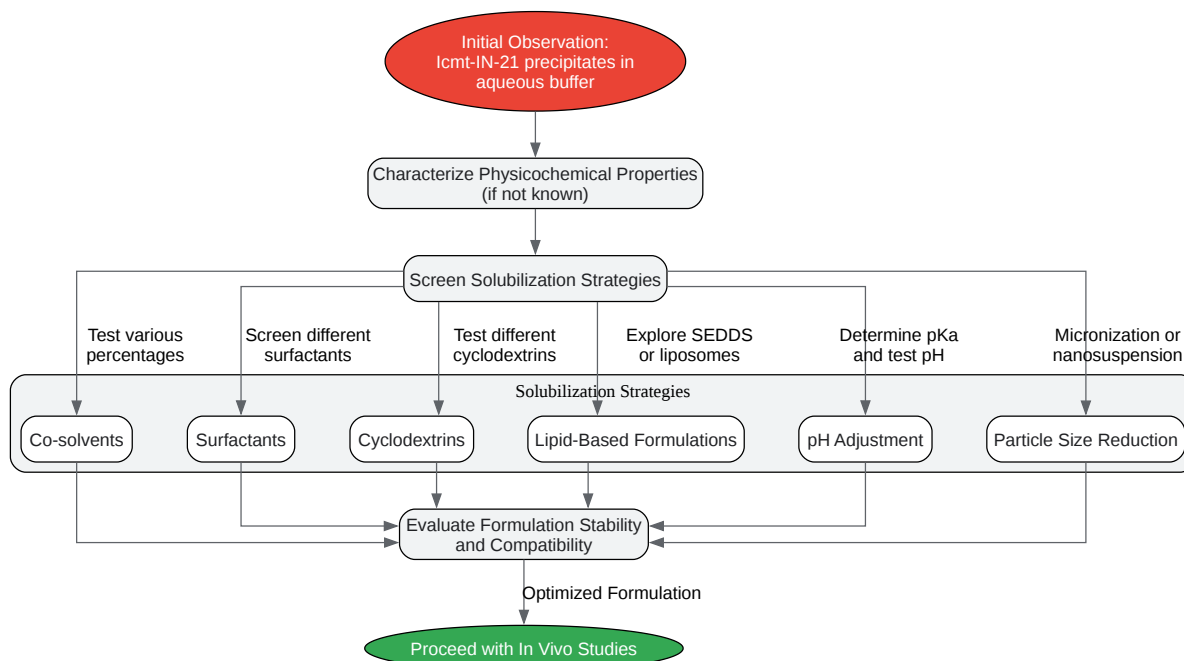 Initial Observation:
Icmt-IN-21 precipitates in
aqueous buffer
Characterize Physicochemical Properties
(if not known)
Screen Solubilization Strategies
Test various
percentages
Screen different
surfactants
Test different
cyclodextrins
Explore SEDDS
or liposomes
Determine pKa
and test pH
Micronization or
nanosuspension
Solubilization Strategies
Co-solvents
Surfactants
Cyclodextrins
Lipid-Based Formulations
pH Adjustment
Particle Size Reduction
Evaluate Formulation Stability
and Compatibility
Optimized Formulation
Proceed with In Vivo Studies